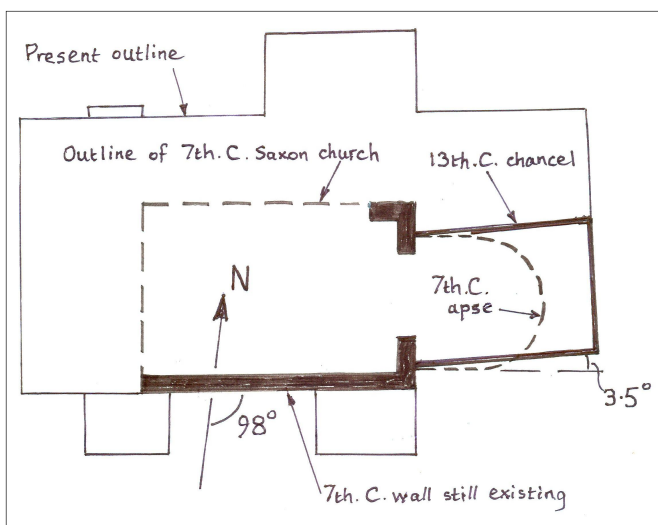 Present outline
Outline of 7th.C. Saxon church
13th.C. chancel
N
7th.C.
apse
98°
3.5°
7th.C. wall still existing